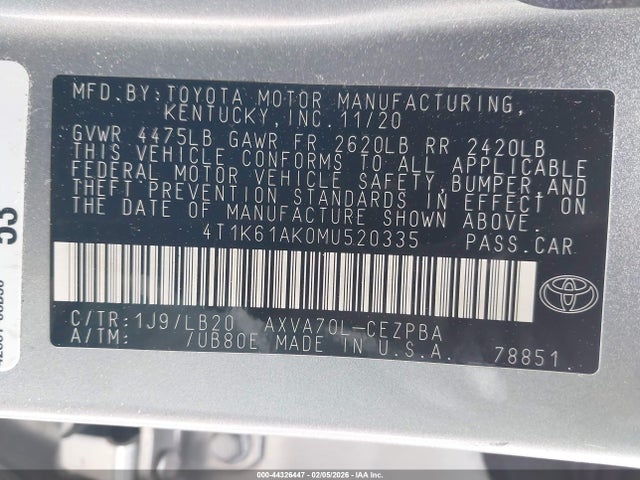 MFD.BY:TOYOTA MOTOR MANUFACTURING,
KENTUCKY,INC.11/20
GVWR 4475LB GAWR FR 2620LB RR 2420LB
THIS VEHICLE CONFORMS TO ALL APPLICABLE
FEDERAL MOTOR VEHICLE SAFETY,BUMPER,AND
THEFT PREVENTION STANDARDS IN EFFECT ON
THE DATE OF MANUFACTURE SHOWN ABOVE.
4T1K61AK0MU520335 PASS.CAR
C/TR:1J9/LB20 AXVA70L-CEZPBA
A/TM: /UB80E MADE IN U.S.A. 78851
53
000-44326447 - 02/05/2026 - IAAI